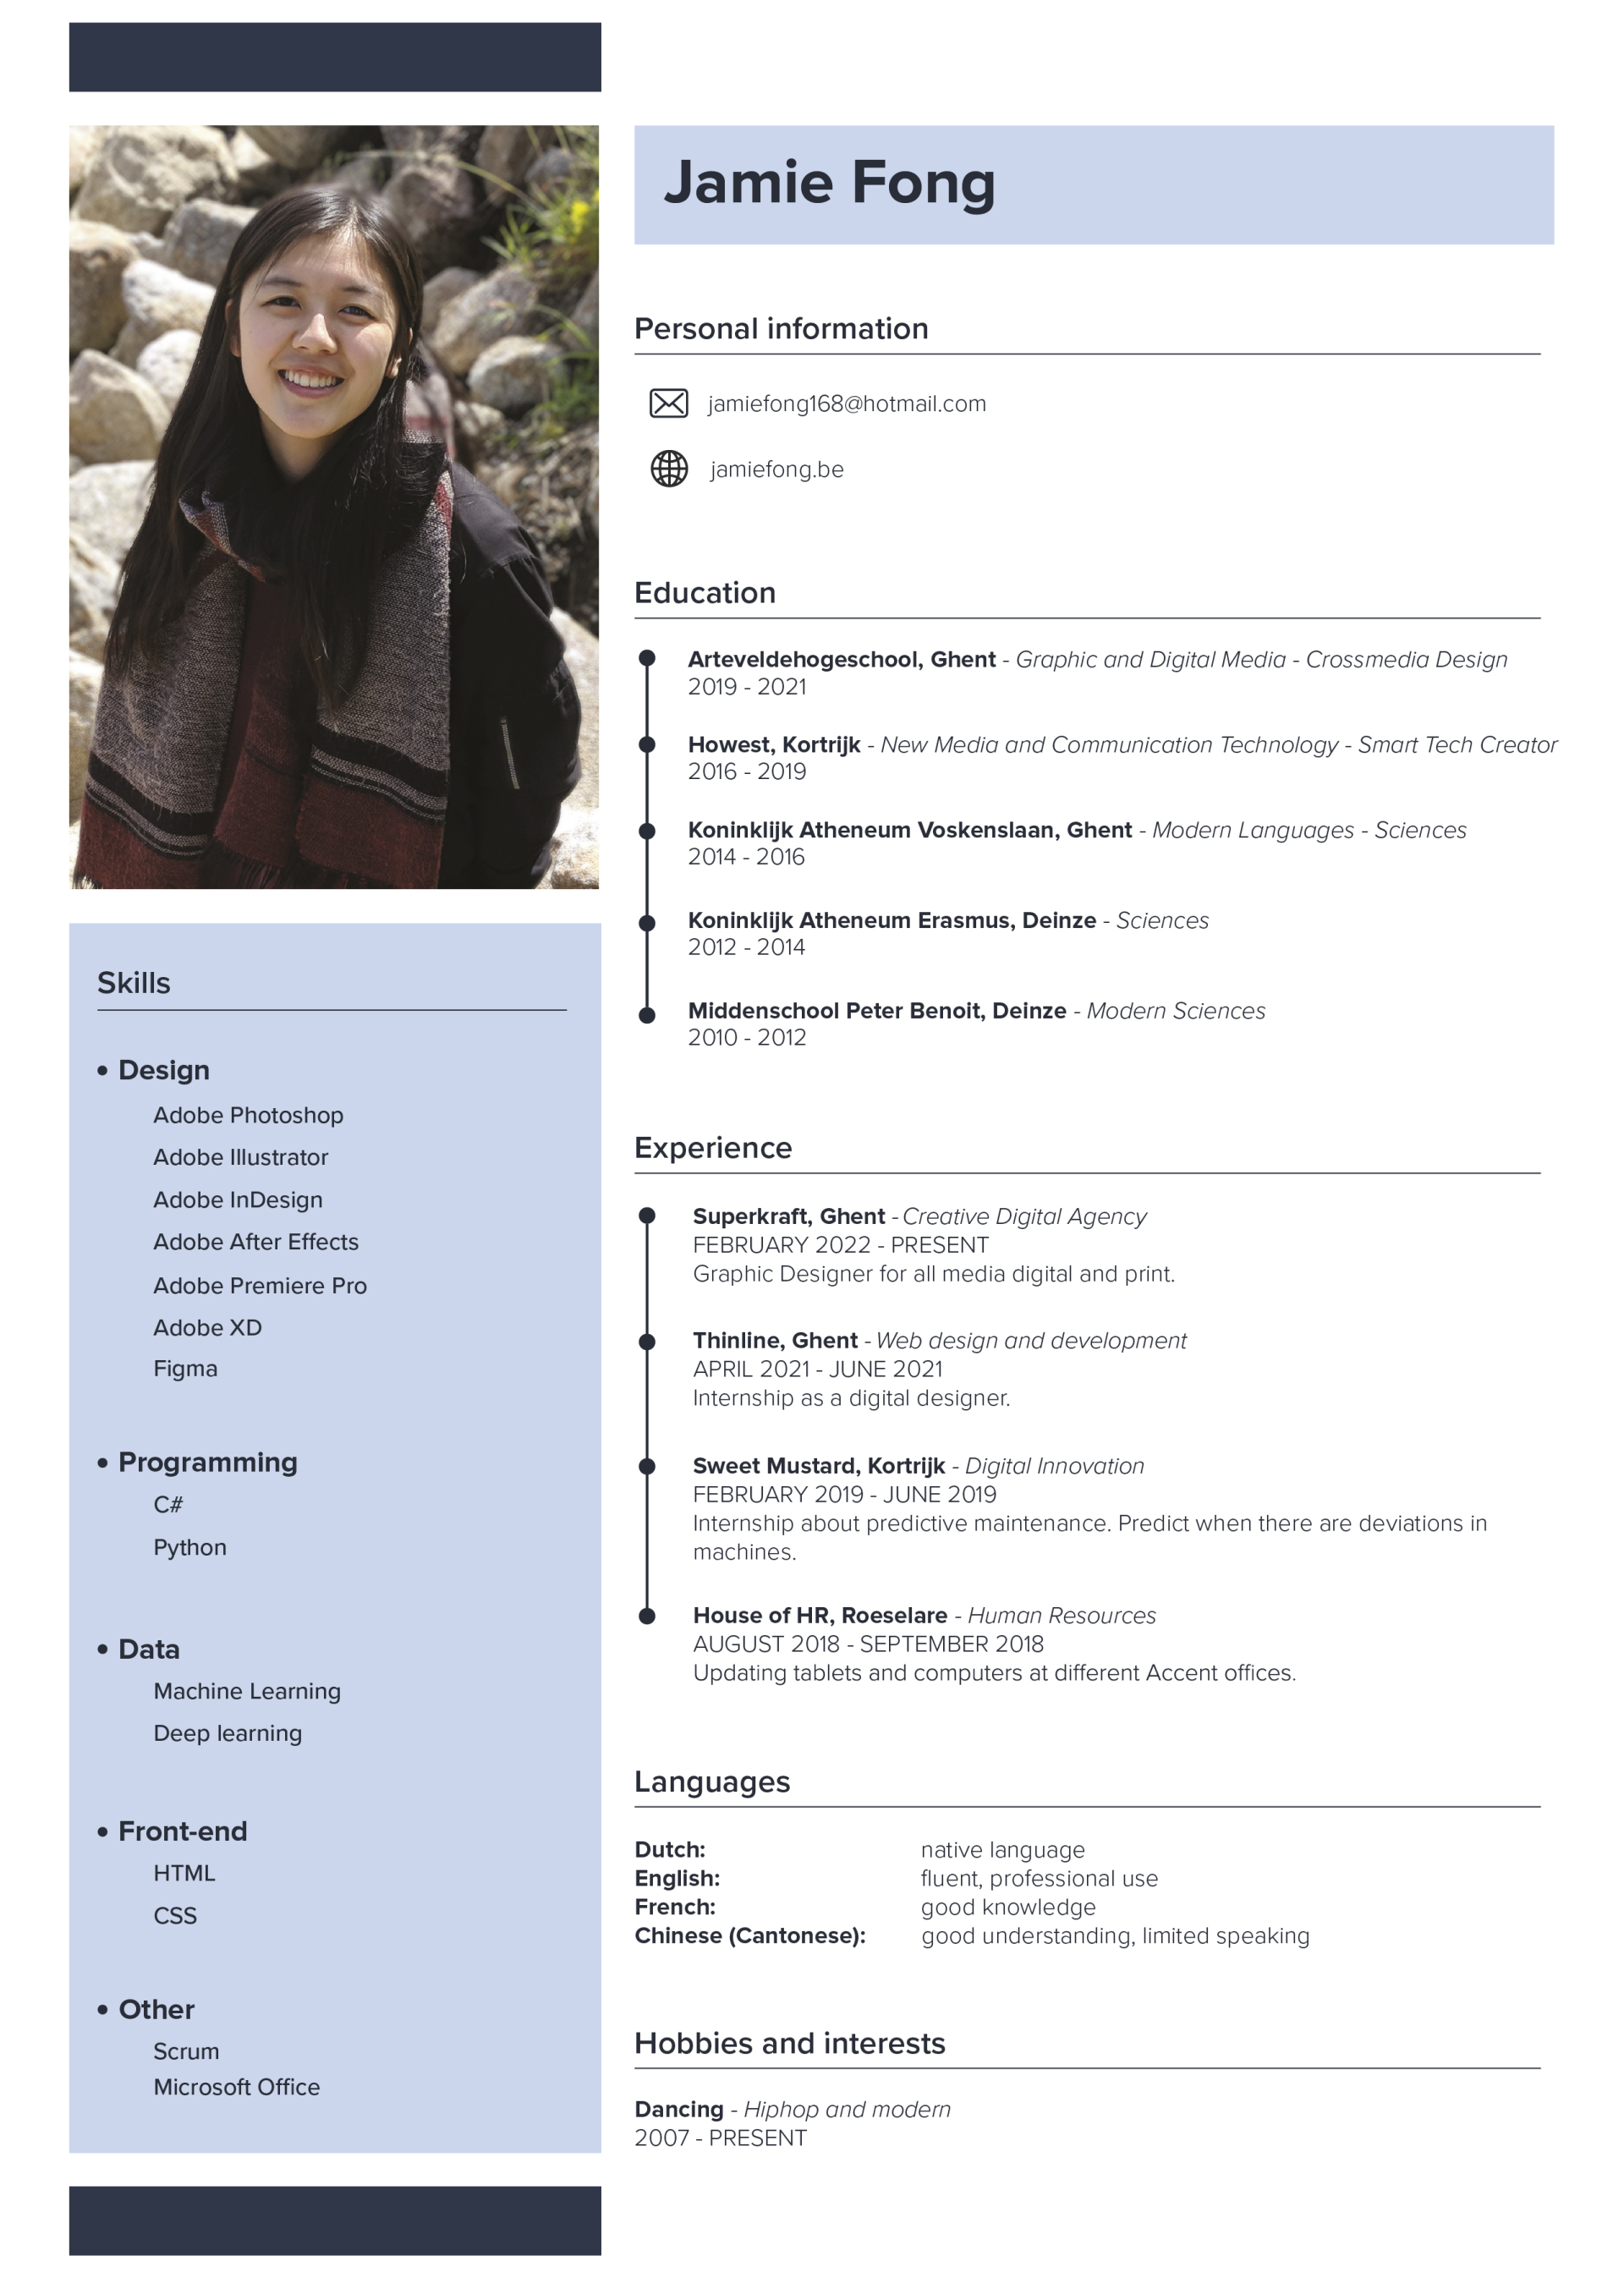 Jamie Fong
Personal information
jamiefong168@hotmail.com
jamiefong.be
Education
Arteveldehogeschool, Ghent - Graphic and Digital Media - Crossmedia Design
2019 - 2021
Howest, Kortrijk - New Media and Communication Technology - Smart Tech Creator
2016 - 2019
Koninklijk Atheneum Voskenslaan, Ghent - Modern Languages - Sciences
2014 - 2016
Koninklijk Atheneum Erasmus, Deinze - Sciences
2012 - 2014
Middenschool Peter Benoit, Deinze - Modern Sciences
2010 - 2012
Experience
Superkraft, Ghent - Creative Digital Agency
FEBRUARY 2022 - PRESENT
Graphic Designer for all media digital and print.
Thinline, Ghent - Web design and development
APRIL 2021 - JUNE 2021
Internship as a digital designer.
Sweet Mustard, Kortrijk - Digital Innovation
FEBRUARY 2019 - JUNE 2019
Internship about predictive maintenance. Predict when there are deviations in
machines.
House of HR, Roeselare - Human Resources
AUGUST 2018 - SEPTEMBER 2018
Updating tablets and computers at different Accent offices.
Languages
Dutch: native language
English: fluent, professional use
French: good knowledge
Chinese (Cantonese): good understanding, limited speaking
Hobbies and interests
Dancing - Hiphop and modern
2007 - PRESENT
Skills
• Design
Adobe Photoshop
Adobe Illustrator
Adobe InDesign
Adobe After Effects
Adobe Premiere Pro
Adobe XD
Figma
• Programming
C#
Python
• Data
Machine Learning
Deep learning
• Front-end
HTML
CSS
• Other
Scrum
Microsoft Office